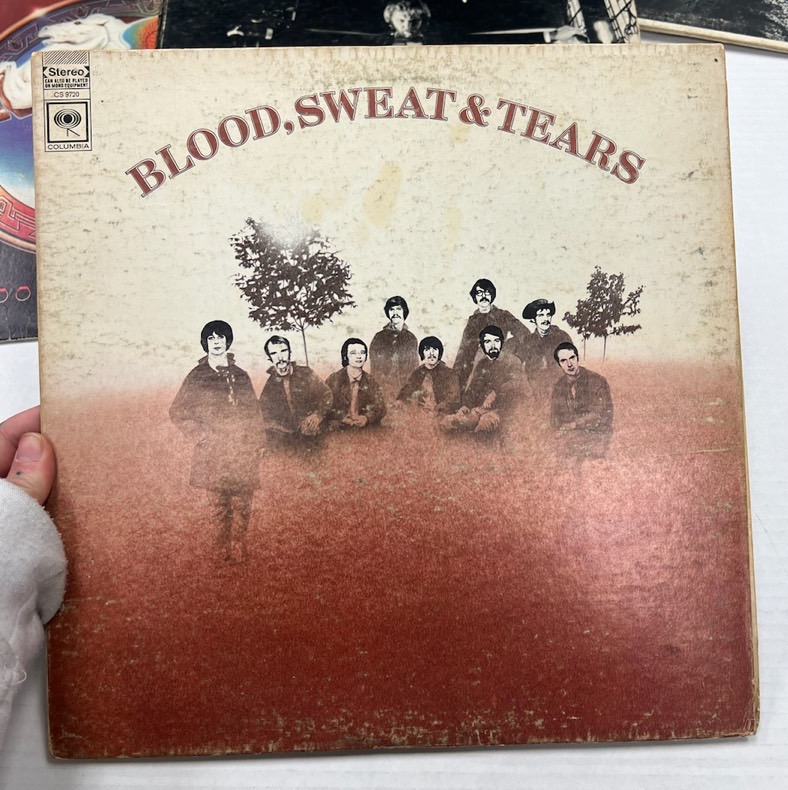 Stereo
CAN ALSO BE PLAYED
ON MONO EQUIPMENT
CS 9720
COLUMBIA
BLOOD, SWEAT & TEARS